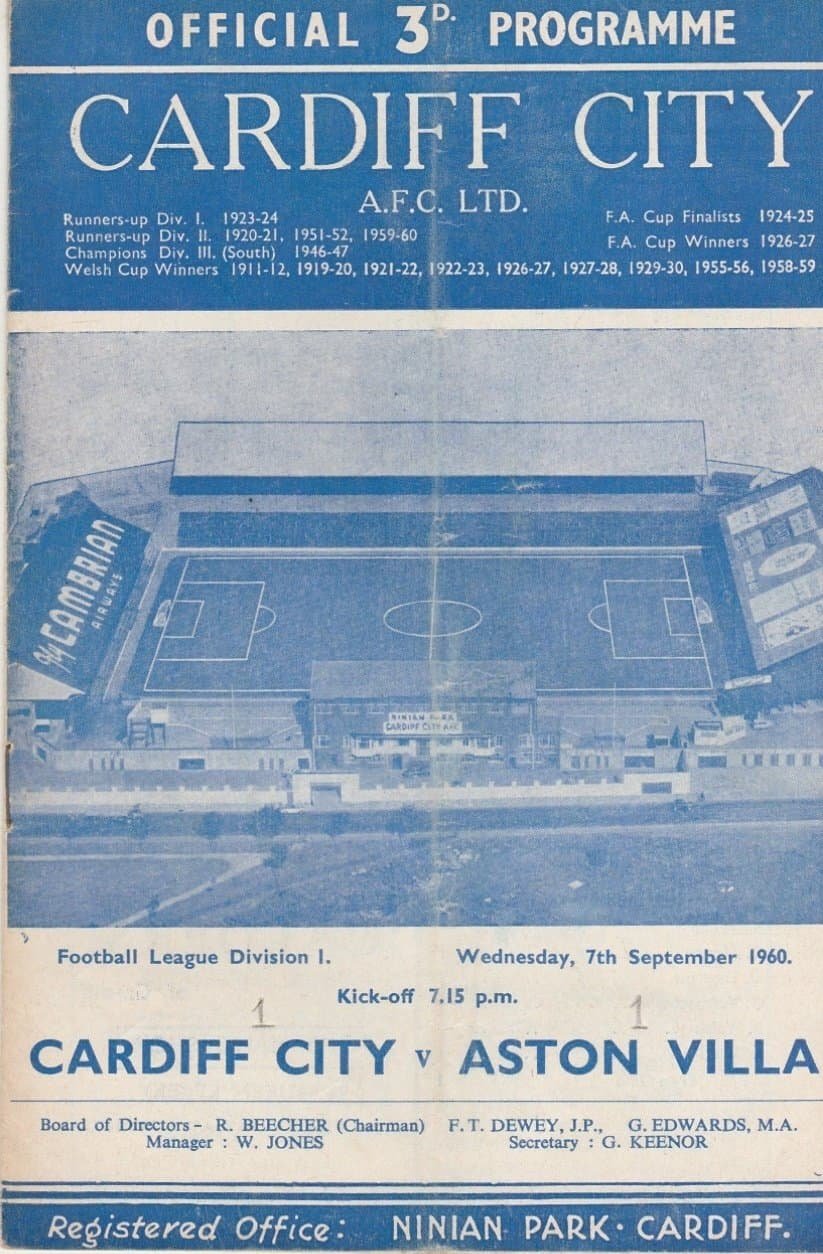 OFFICIAL 3D. PROGRAMME
CARDIFF CITY
A.F.C. LTD.
Runners-up Div. I. 1923-24
Runners-up Div. II. 1920-21, 1951-52, 1959-60
Champions Div. III. (South) 1946-47
F.A. Cup Finalists 1924-25
F.A. Cup Winners 1926-27
Welsh Cup Winners 1911-12, 1919-20, 1921-22, 1922-23, 1926-27, 1927-28, 1929-30, 1955-56, 1958-59
Fly CAMBRIAN
AIRWAYS
NINIAN PARK
CARDIFF CITY A.F.C.
Football League Division I.
Wednesday, 7th September 1960.
Kick-off 7.15 p.m.
1 1
CARDIFF CITY v ASTON VILLA
Board of Directors - R. BEECHER (Chairman) F. T. DEWEY, J.P., G. EDWARDS, M.A.
Manager : W. JONES Secretary : G. KEENOR
Registered Office: NINIAN PARK · CARDIFF.